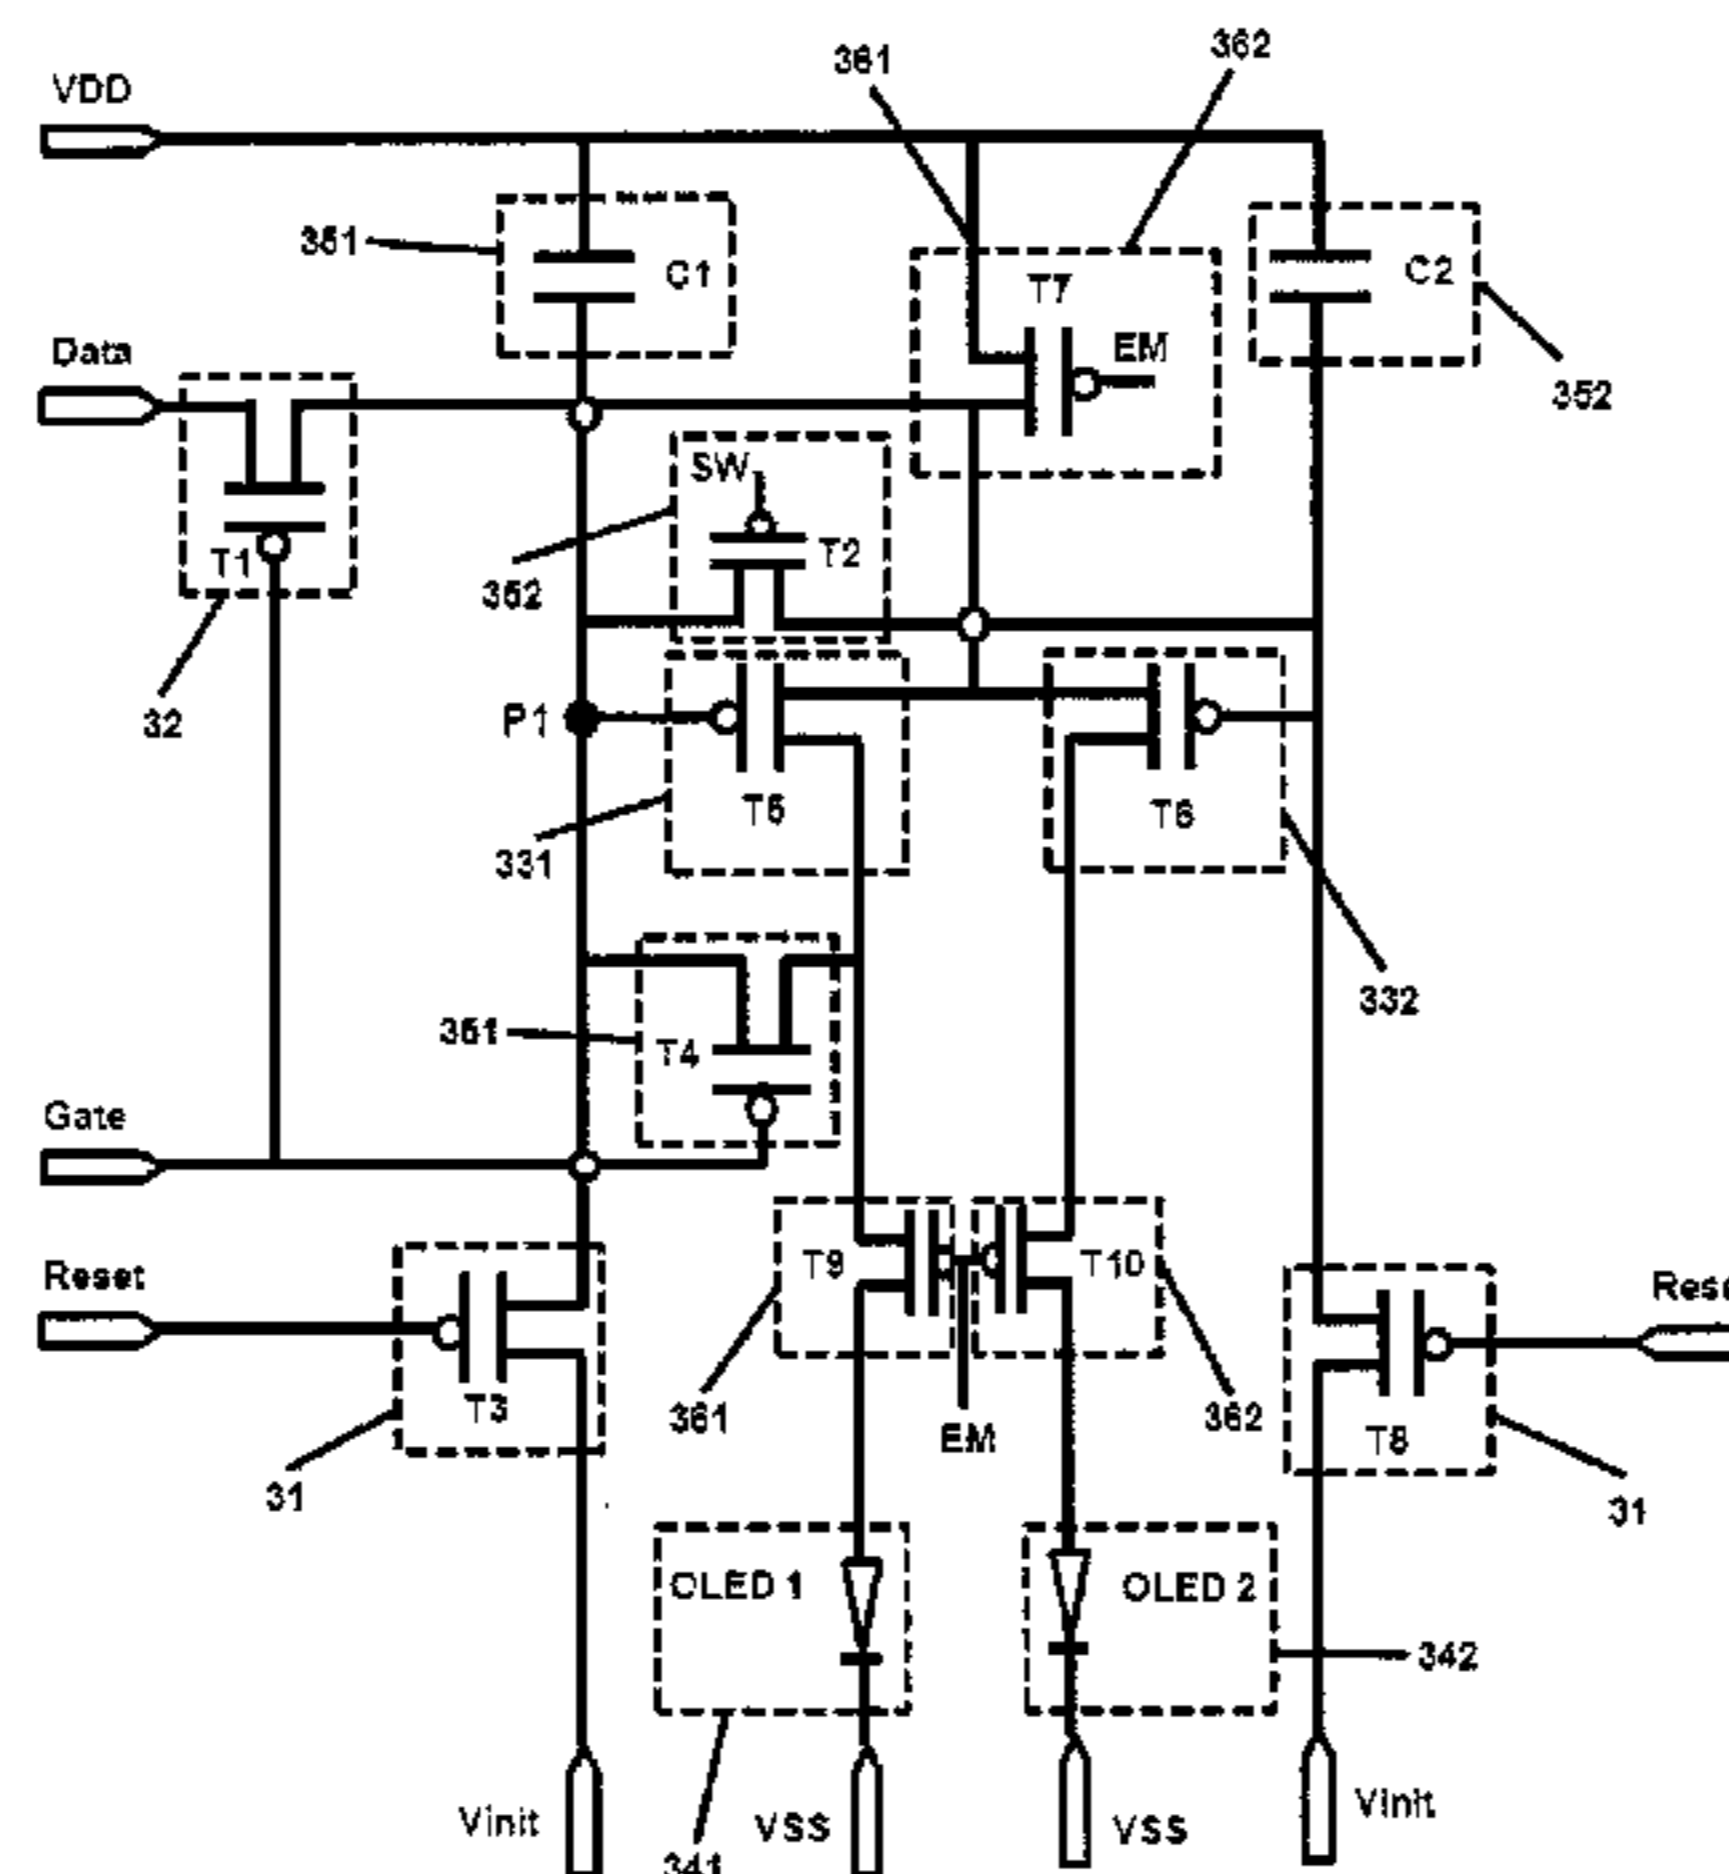 361
362
VDD
351
C1
T7
C2
EM
Data
352
SW
T2
352
T1
32
P1
T5
T6
331
332
351
T4
Gate
Reset
T9
T10
T3
361
EM
362
T8
31
31
OLED 1
OLED 2
342
Vinit
VSS
VSS
Vinit
341